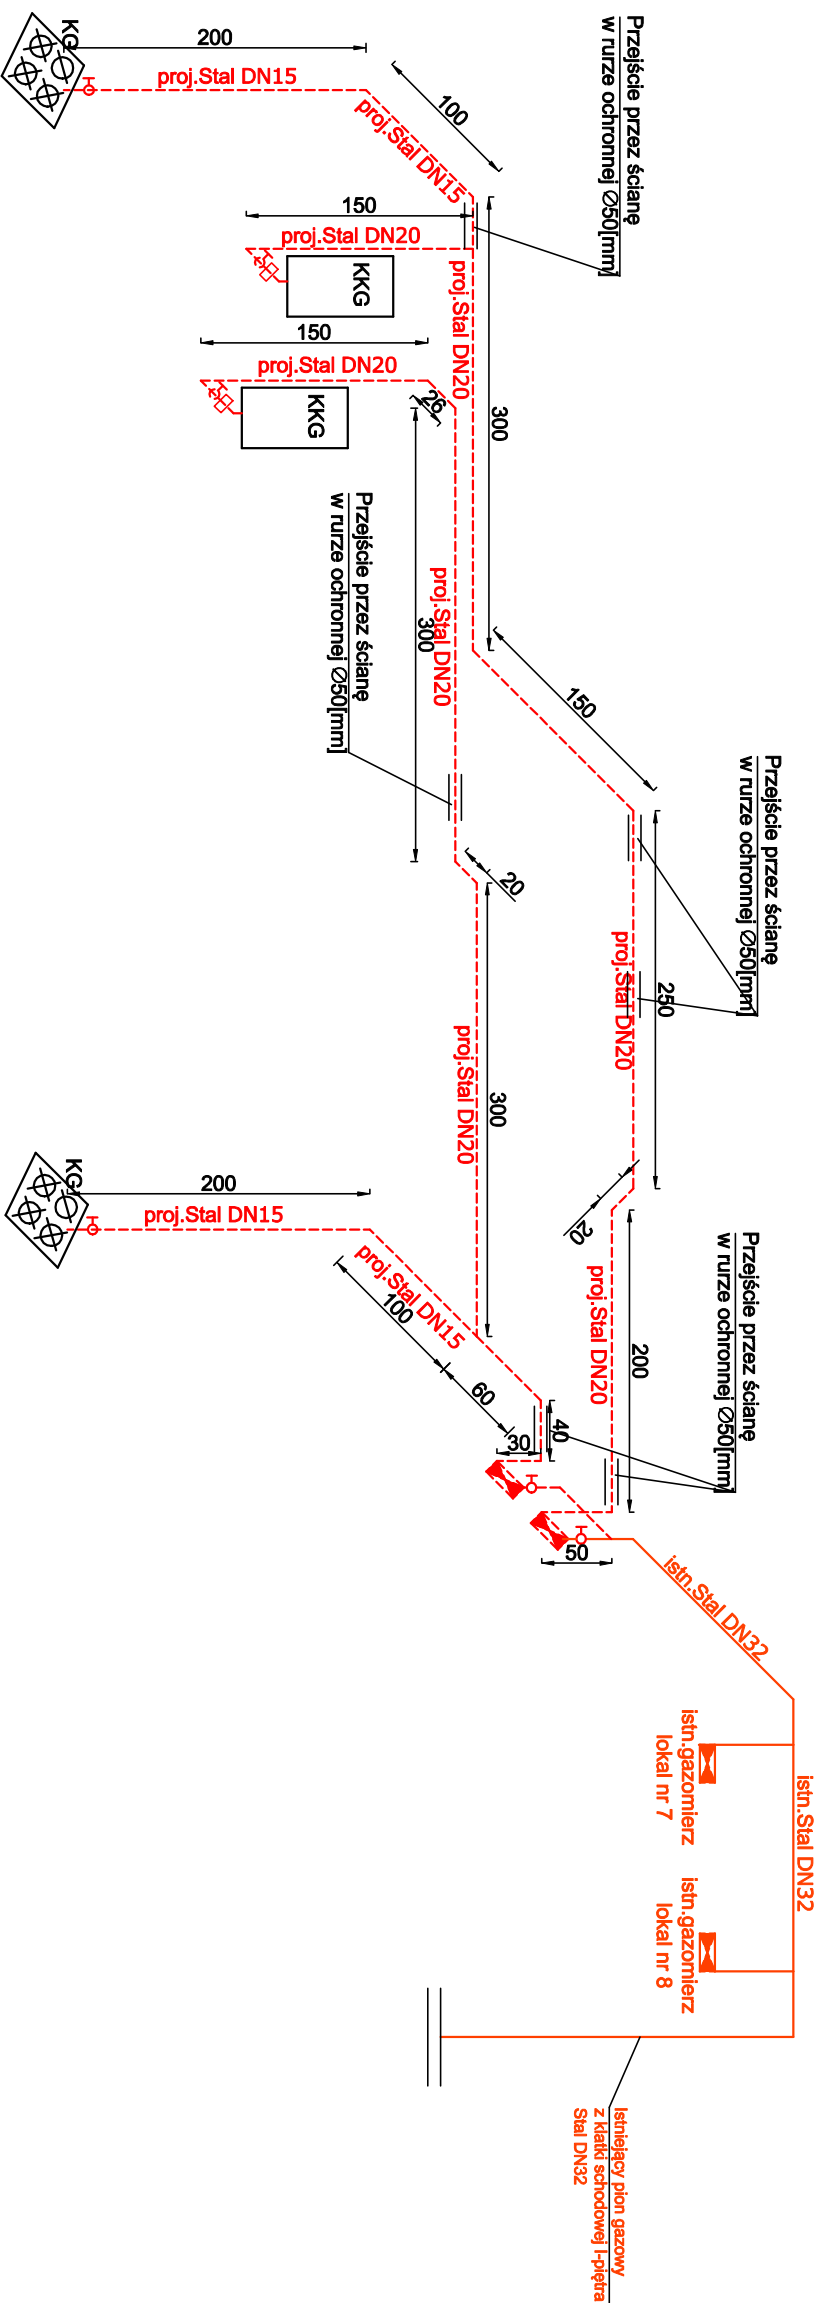 KG
200
proj.Stal DN15
100
proj.Stal DN15
Przejście przez ścianę
w rurze ochronnej Ø50[mm]
150
proj.Stal DN20
KKG
proj.Stal DN20
300
150
proj.Stal DN20
KKG
26
Przejście przez ścianę
w rurze ochronnej Ø50[mm]
proj.Stal DN20
300
150
Przejście przez ścianę
w rurze ochronnej Ø50[mm]
20
250
proj.Stal DN20
proj.Stal DN20
300
20
KG
200
proj.Stal DN15
proj.Stal DN15
100
60
proj.Stal DN20
200
Przejście przez ścianę
w rurze ochronnej Ø50[mm]
40
30
50
istn.Stal DN32
istn.gazomierz
lokal nr 7
istn.Stal DN32
istn.gazomierz
lokal nr 8
Istniejący pion gazowy
z klatki schodowej I-piętra
Stal DN32